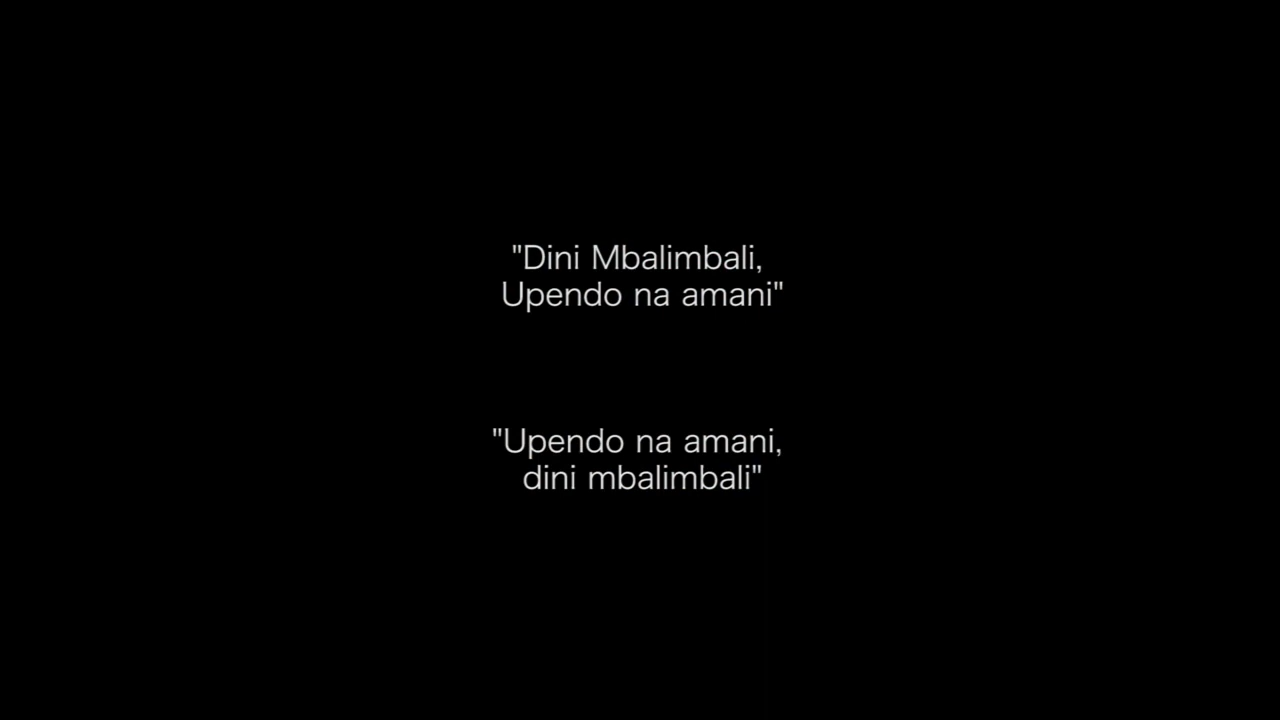 "Dini Mbalimbali,
Upendo na amani"
"Upendo na amani,
dini mbalimbali"